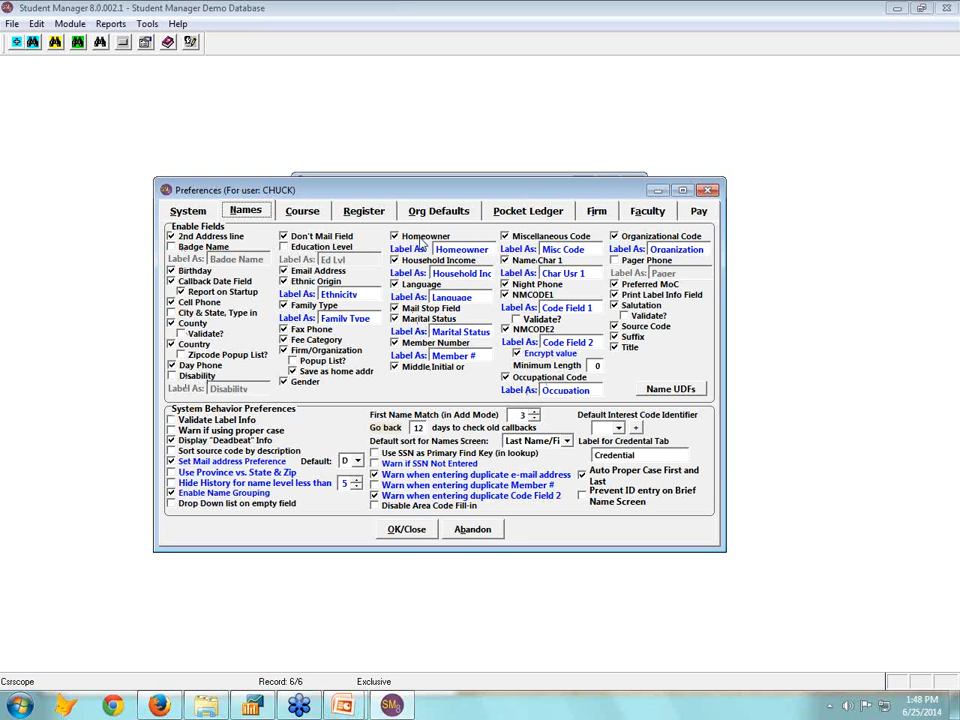 Student Manager 8.0.002.1 - Student Manager Demo Database
File Edit Module Reports Tools Help
Preferences (For user: CHUCK)
System Names Course Register Org Defaults Pocket Ledger Firm Faculty Pay
Enable Fields
2nd Address line
Badge Name
Label As: Badge Name
Birthday
Callback Date Field
Report on Startup
Cell Phone
City & State, Type in
County
Validate?
Country
Zipcode Popup List?
Day Phone
Disability
Label As: Disability
Don't Mail Field
Education Level
Label As: Ed Lvl
Email Address
Ethnic Origin
Label As: Ethnicity
Family Type
Label As: Family Type
Fax Phone
Fee Category
Firm/Organization
Popup List?
Save as home addr
Gender
Homeowner
Label As: Homeowner
Household Income
Label As: Household Inc
Language
Label As: Language
Mail Stop Field
Marital Status
Label As: Marital Status
Member Number
Label As: Member #
Middle Initial or
Miscellaneous Code
Label As: Misc Code
Name Char 1
Label As: Char Usr 1
Night Phone
NMCODE1
Label As: Code Field 1
Validate?
NMCODE2
Label As: Code Field 2
Encrypt value
Minimum Length 0
Occupational Code
Label As: Occupation
Organizational Code
Label As: Organization
Pager Phone
Label As: Pager
Preferred MoC
Print Label Info Field
Salutation
Validate?
Source Code
Suffix
Title
Name UDFs
System Behavior Preferences
Validate Label Info
Warn if using proper case
Display "Deadbeat" Info
Sort source code by description
Set Mail address Preference Default: D
Use Province vs. State & Zip
Hide History for name level less than 5
Enable Name Grouping
Drop Down list on empty field
First Name Match (in Add Mode) 3
Go back 12 days to check old callbacks
Default sort for Names Screen: Last Name/Fi
Use SSN as Primary Find Key (in lookup)
Warn if SSN Not Entered
Warn when entering duplicate e-mail address
Warn when entering duplicate Member #
Warn when entering duplicate Code Field 2
Disable Area Code Fill-in
Default Interest Code Identifier
+
Label for Credental Tab
Credential
Auto Proper Case First and
Last
Prevent ID entry on Brief
Name Screen
OK/Close Abandon
Csrscope Record: 6/6 Exclusive
1:48 PM
6/25/2014